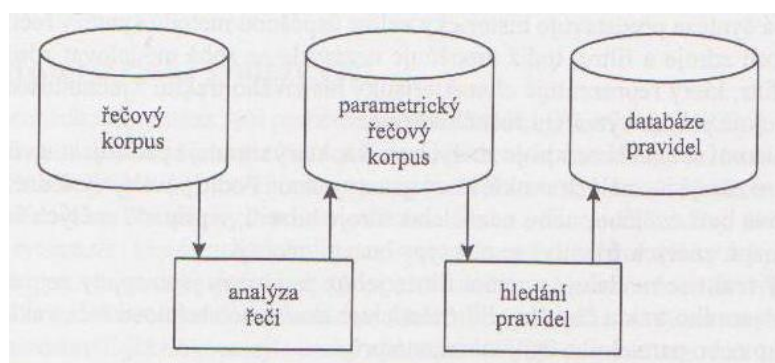 řečový
korpus
parametrický
řečový
korpus
databáze
pravidel
analýza
řeči
hledání
pravidel